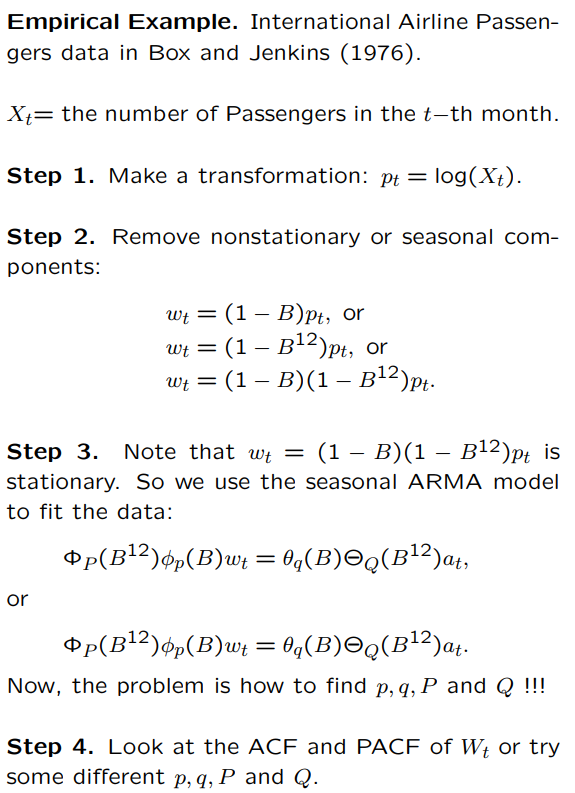 Empirical Example. International Airline Passen-
gers data in Box and Jenkins (1976).
X_t= the number of Passengers in the t−th month.
Step 1. Make a transformation: p_t = log(X_t).
Step 2. Remove nonstationary or seasonal com-
ponents:
w_t = (1 − B)p_t, or
w_t = (1 − B^12)p_t, or
w_t = (1 − B)(1 − B^12)p_t.
Step 3. Note that w_t = (1 − B)(1 − B^12)p_t is
stationary. So we use the seasonal ARMA model
to fit the data:
Φ_P(B^12)ϕ_p(B)w_t = θ_q(B)Θ_Q(B^12)a_t,
or
Φ_P(B^12)ϕ_p(B)w_t = θ_q(B)Θ_Q(B^12)a_t.
Now, the problem is how to find p, q, P and Q !!!
Step 4. Look at the ACF and PACF of W_t or try
some different p, q, P and Q.